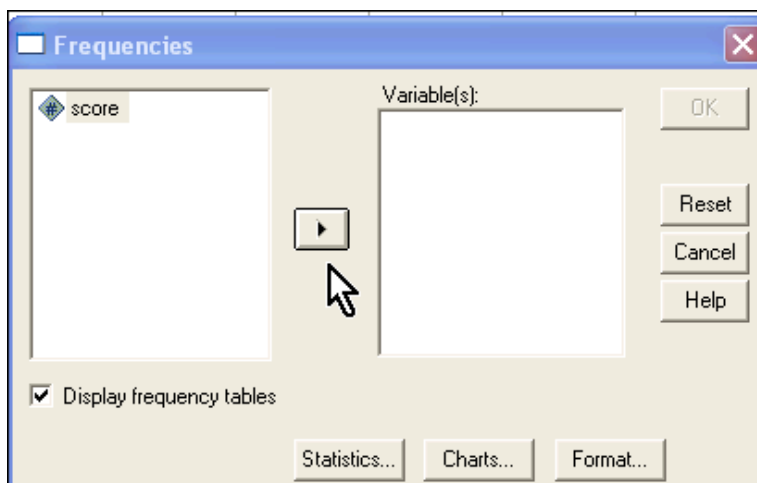 Frequencies
score
Variable(s):
OK
Reset
Cancel
Help
Display frequency tables
Statistics...
Charts...
Format...